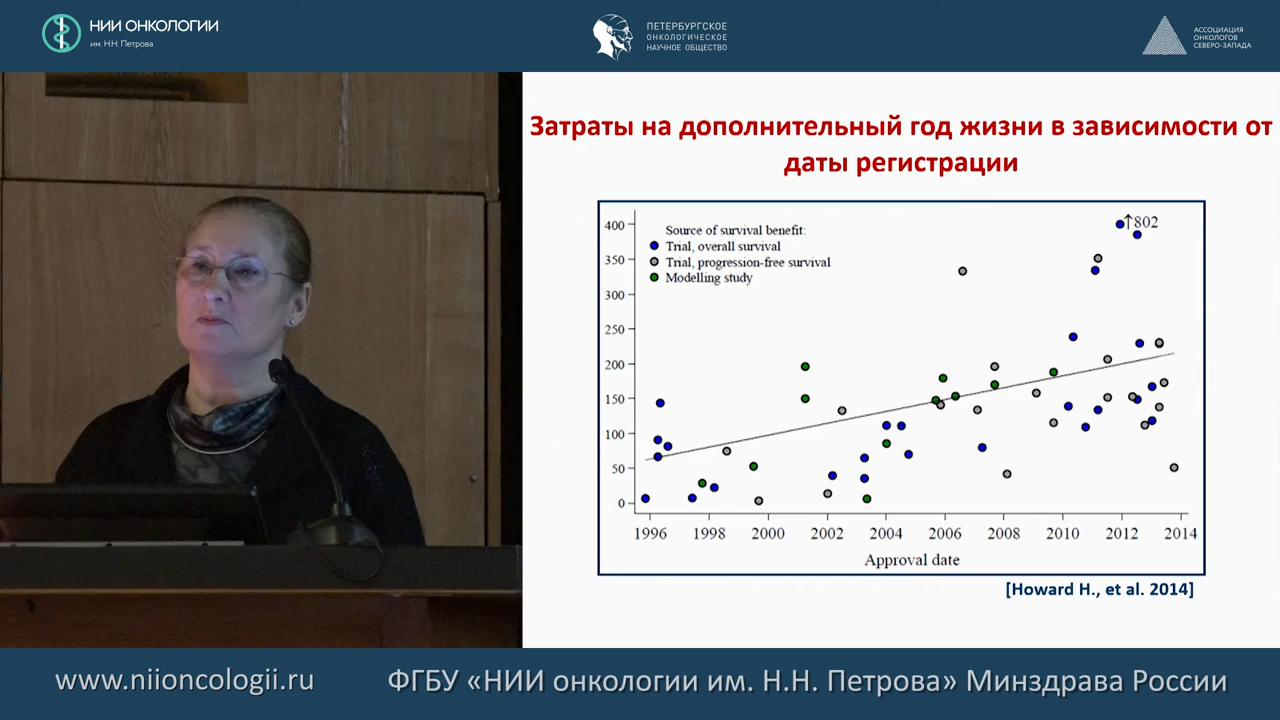 НИИ ОНКОЛОГИИ
им. Н.Н. Петрова
ПЕТЕРБУРГСКОЕ
ОНКОЛОГИЧЕСКОЕ
НАУЧНОЕ ОБЩЕСТВО
АССОЦИАЦИЯ
ОНКОЛОГОВ
СЕВЕРО-ЗАПАДА
Затраты на дополнительный год жизни в зависимости от
даты регистрации
Source of survival benefit:
Trial, overall survival
Trial, progression-free survival
Modelling study
↑802
400
350
300
250
200
150
100
50
0
1996 1998 2000 2002 2004 2006 2008 2010 2012 2014
Approval date
[Howard H., et al. 2014]
www.niioncologii.ru
ФГБУ «НИИ онкологии им. Н.Н. Петрова» Минздрава России